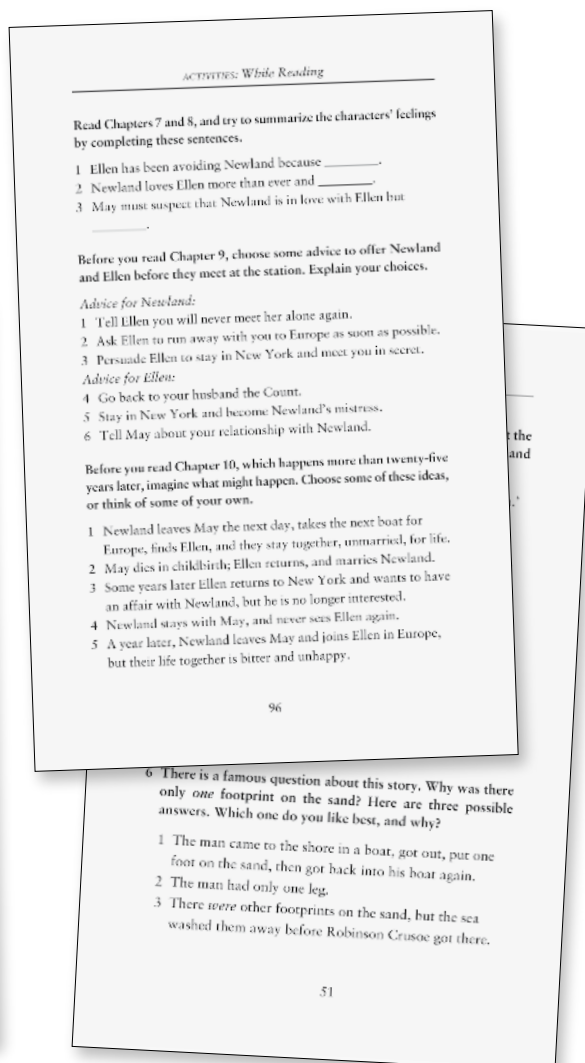 ACTIVITIES: While Reading
Read Chapters 7 and 8, and try to summarize the characters' feelings
by completing these sentences.
1 Ellen has been avoiding Newland because ________.
2 Newland loves Ellen more than ever and ________.
3 May must suspect that Newland is in love with Ellen but
________.
Before you read Chapter 9, choose some advice to offer Newland
and Ellen before they meet at the station. Explain your choices.
Advice for Newland:
1 Tell Ellen you will never meet her alone again.
2 Ask Ellen to run away with you to Europe as soon as possible.
3 Persuade Ellen to stay in New York and meet you in secret.
Advice for Ellen:
4 Go back to your husband the Count.
5 Stay in New York and become Newland's mistress.
6 Tell May about your relationship with Newland.
Before you read Chapter 10, which happens more than twenty-five
years later, imagine what might happen. Choose some of these ideas,
or think of some of your own.
1 Newland leaves May the next day, takes the next boat for
Europe, finds Ellen, and they stay together, unmarried, for life.
2 May dies in childbirth; Ellen returns, and marries Newland.
3 Some years later Ellen returns to New York and wants to have
an affair with Newland, but he is no longer interested.
4 Newland stays with May, and never sees Ellen again.
5 A year later, Newland leaves May and joins Ellen in Europe,
but their life together is bitter and unhappy.
96
the
and
.'
6 There is a famous question about this story. Why was there
only one footprint on the sand? Here are three possible
answers. Which one do you like best, and why?
1 The man came to the shore in a boat, got out, put one
foot on the sand, then got back into his boat again.
2 The man had only one leg.
3 There were other footprints on the sand, but the sea
washed them away before Robinson Crusoe got there.
51